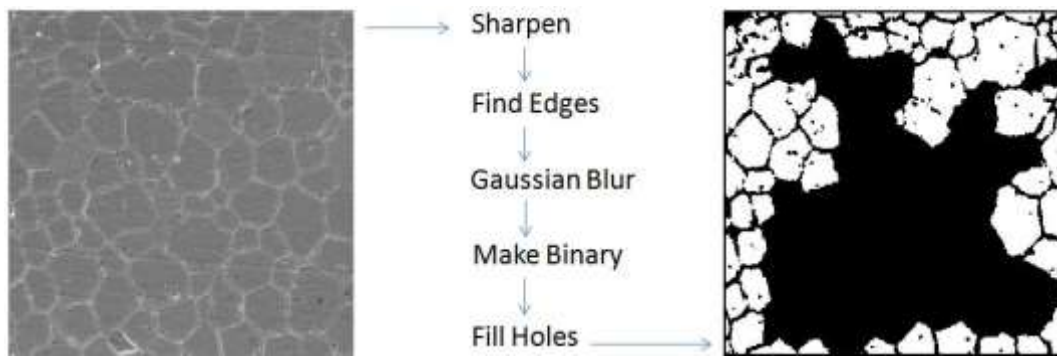 Sharpen
Find Edges
Gaussian Blur
Make Binary
Fill Holes